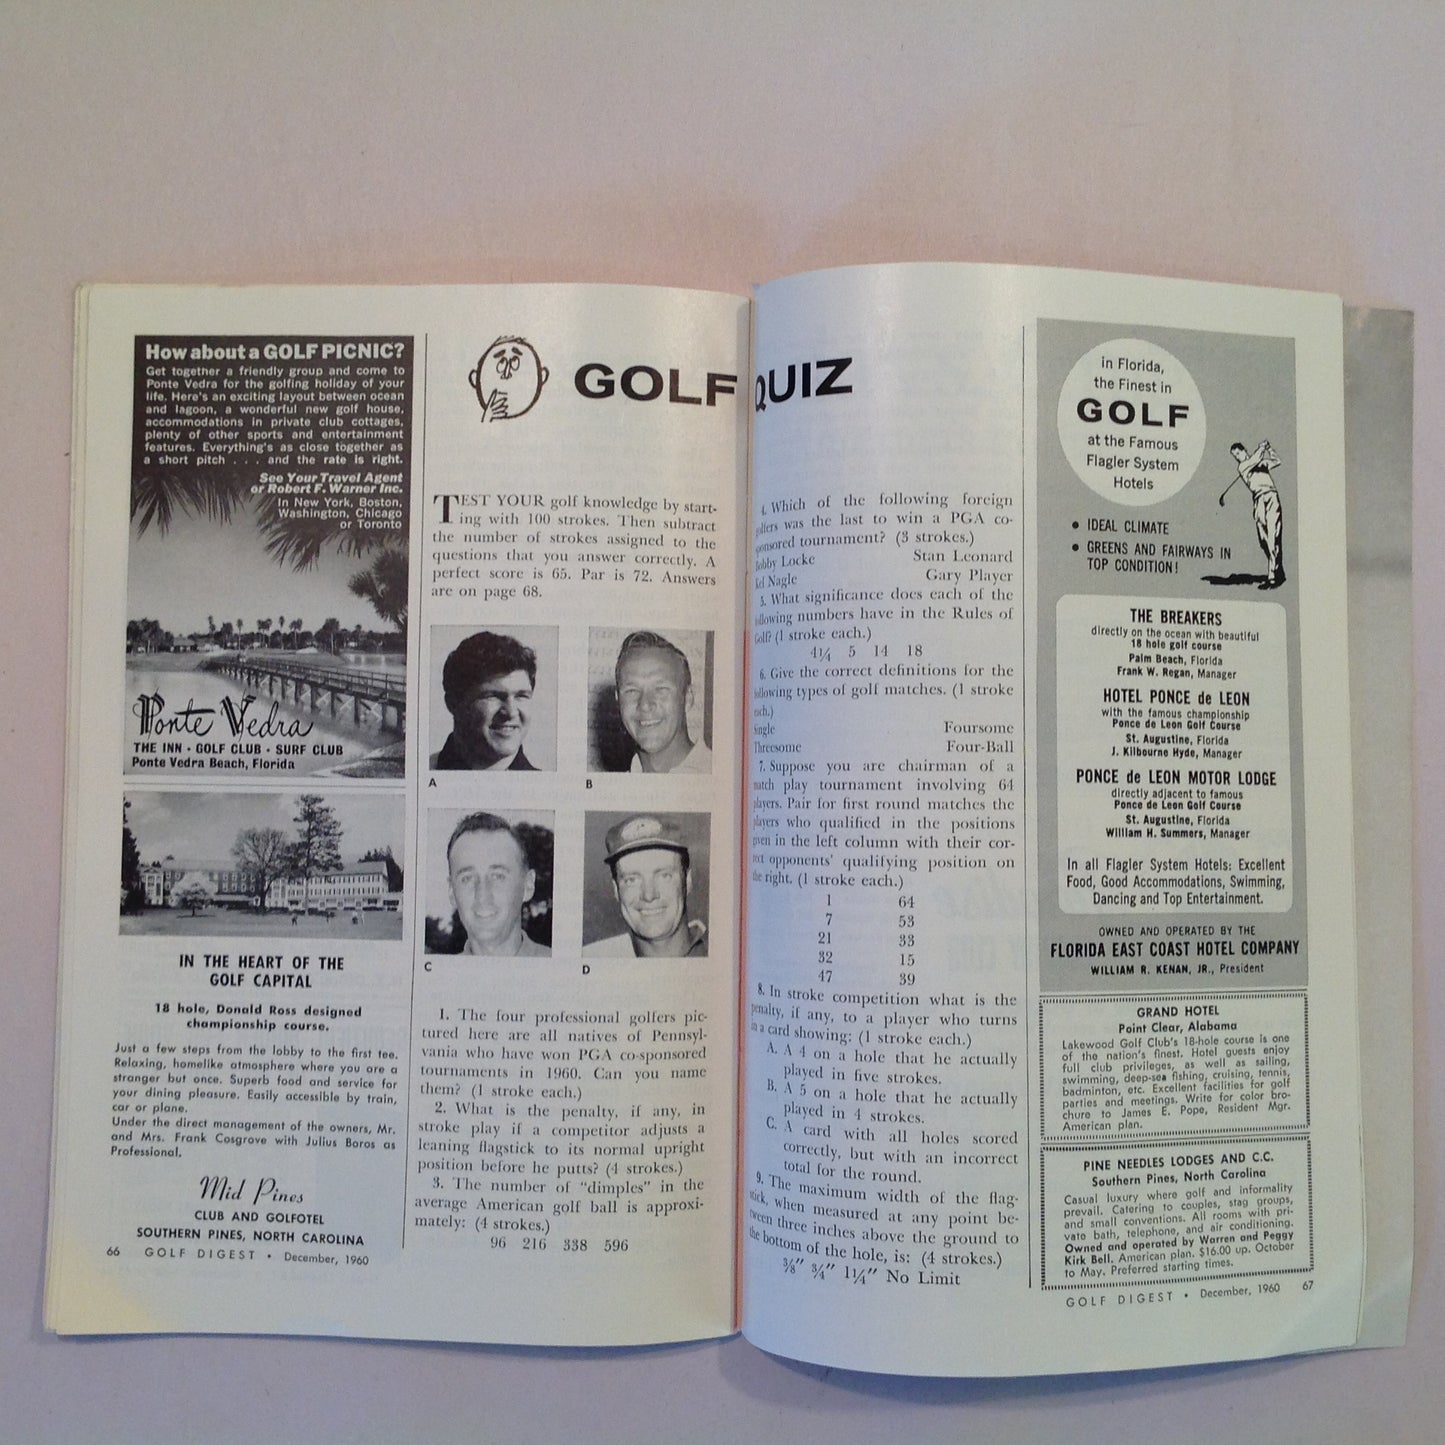 How about a GOLF PICNIC?
Get together a friendly group and come to
Ponte Vedra for the golfing holiday of your
life. Here's an exciting layout between ocean
and lagoon, a wonderful new golf house,
accommodations in private club cottages,
plenty of other sports and entertainment
features. Everything's as close together as
a short pitch . . . and the rate is right.
See Your Travel Agent
or Robert F. Warner Inc.
In New York, Boston,
Washington, Chicago
or Toronto
Ponte Vedra
THE INN • GOLF CLUB • SURF CLUB
Ponte Vedra Beach, Florida
IN THE HEART OF THE
GOLF CAPITAL
18 hole, Donald Ross designed
championship course.
Just a few steps from the lobby to the first tee.
Relaxing, homelike atmosphere where you are a
stranger but once. Superb food and service for
your dining pleasure. Easily accessible by train,
car or plane.
Under the direct management of the owners, Mr.
and Mrs. Frank Cosgrove with Julius Boros as
Professional.
Mid Pines
CLUB AND GOLFOTEL
SOUTHERN PINES, NORTH CAROLINA
66 GOLF DIGEST • December, 1960
GOLF QUIZ
TEST YOUR golf knowledge by start-
ing with 100 strokes. Then subtract
the number of strokes assigned to the
questions that you answer correctly. A
perfect score is 65. Par is 72. Answers
are on page 68.
A
B
C
D
1. The four professional golfers pic-
tured here are all natives of Pennsyl-
vania who have won PGA co-sponsored
tournaments in 1960. Can you name
them? (1 stroke each.)
2. What is the penalty, if any, in
stroke play if a competitor adjusts a
leaning flagstick to its normal upright
position before he putts? (4 strokes.)
3. The number of "dimples" in the
average American golf ball is approxi-
mately: (4 strokes.)
96 216 338 596
4. Which of the following foreign
golfers was the last to win a PGA co-
sponsored tournament? (3 strokes.)
Bobby Locke Stan Leonard
Kel Nagle Gary Player
5. What significance does each of the
following numbers have in the Rules of
Golf? (1 stroke each.)
4¼ 5 14 18
6. Give the correct definitions for the
following types of golf matches. (1 stroke
each.)
Single Foursome
Threesome Four-Ball
7. Suppose you are chairman of a
match play tournament involving 64
players. Pair for first round matches the
players who qualified in the positions
given in the left column with their cor-
rect opponents' qualifying position on
the right. (1 stroke each.)
1 64
7 53
21 33
32 15
47 39
8. In stroke competition what is the
penalty, if any, to a player who turns
in a card showing: (1 stroke each.)
A. A 4 on a hole that he actually
played in five strokes.
B. A 5 on a hole that he actually
played in 4 strokes.
C. A card with all holes scored
correctly, but with an incorrect
total for the round.
9. The maximum width of the flag-
stick, when measured at any point be-
tween three inches above the ground to
the bottom of the hole, is: (4 strokes.)
⅜" ¾" 1¼" No Limit
in Florida,
the Finest in
GOLF
at the Famous
Flagler System
Hotels
• IDEAL CLIMATE
• GREENS AND FAIRWAYS IN
TOP CONDITION!
THE BREAKERS
directly on the ocean with beautiful
18 hole golf course
Palm Beach, Florida
Frank W. Regan, Manager
HOTEL PONCE de LEON
with the famous championship
Ponce de Leon Golf Course
St. Augustine, Florida
J. Kilbourne Hyde, Manager
PONCE de LEON MOTOR LODGE
directly adjacent to famous
Ponce de Leon Golf Course
St. Augustine, Florida
William H. Summers, Manager
In all Flagler System Hotels: Excellent
Food, Good Accommodations, Swimming,
Dancing and Top Entertainment.
OWNED AND OPERATED BY THE
FLORIDA EAST COAST HOTEL COMPANY
WILLIAM R. KENAN, JR., President
GRAND HOTEL
Point Clear, Alabama
Lakewood Golf Club's 18-hole course is one
of the nation's finest. Hotel guests enjoy
full club privileges, as well as sailing,
swimming, deep-sea fishing, cruising, tennis,
badminton, etc. Excellent facilities for golf
parties and meetings. Write for color bro-
chure to James E. Pope, Resident Mgr.
American plan.
PINE NEEDLES LODGES AND C.C.
Southern Pines, North Carolina
Casual luxury where golf and informality
prevail. Catering to couples, stag groups,
and small conventions. All rooms with pri-
vate bath, telephone, and air conditioning.
Owned and operated by Warren and Peggy
Kirk Bell. American plan. $16.00 up. October
to May. Preferred starting times.
GOLF DIGEST • December, 1960 67